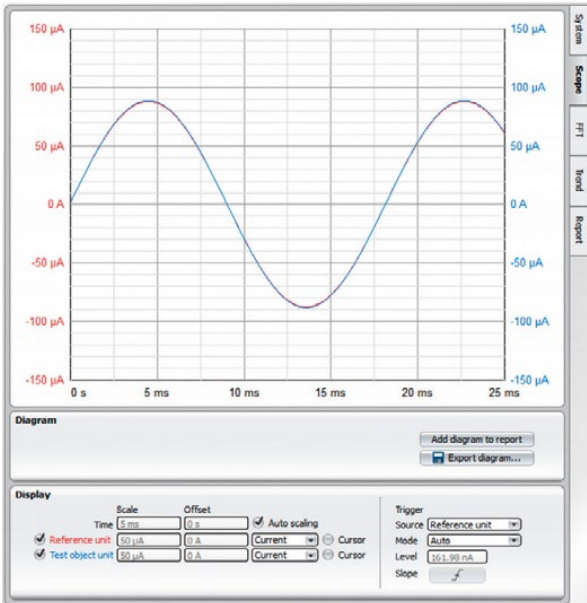 150 µA
150 µA
100 µA
100 µA
50 µA
50 µA
0 A
0 A
-50 µA
-50 µA
-100 µA
-100 µA
-150 µA
-150 µA
0 s
5 ms
10 ms
15 ms
20 ms
25 ms
System
Scope
FFT
Trend
Report
Diagram
Add diagram to report
Export diagram...
Display
Scale Offset
Time 5 ms 0 s Auto scaling
Reference unit 50 µA 0 A Current Cursor
Test object unit 50 µA 0 A Current Cursor
Trigger
Source Reference unit
Mode Auto
Level 161.98 nA
Slope